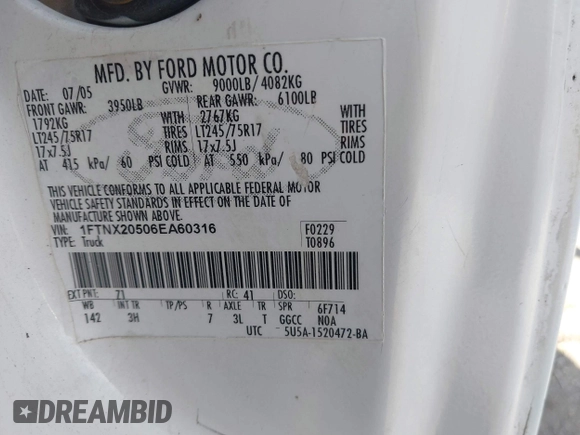 MFD. BY FORD MOTOR CO.
DATE: 07/05 GVWR: 9000LB/4082KG
FRONT GAWR: 3950LB REAR GAWR: 6100LB
1792KG WITH 2767KG WITH
LT245/75R17 TIRES LT245/75R17 TIRES
17x7.5J RIMS 17x7.5J RIMS
AT 415 kPa/ 60 PSI COLD AT 550 kPa/ 80 PSI COLD
THIS VEHICLE CONFORMS TO ALL APPLICABLE FEDERAL MOTOR
VEHICLE SAFETY STANDARDS IN EFFECT ON THE DATE OF
MANUFACTURE SHOWN ABOVE.
VIN: 1FTNX20506EA60316 F0229
TYPE: Truck T0896
EXT PNT: Z1 RC: 41 DSO:
WB INT TR TP/PS R AXLE TR SPR 6F714
142 3H 7 3L T GGCC N0A
UTC 5U5A-1520472-BA
DREAMBID